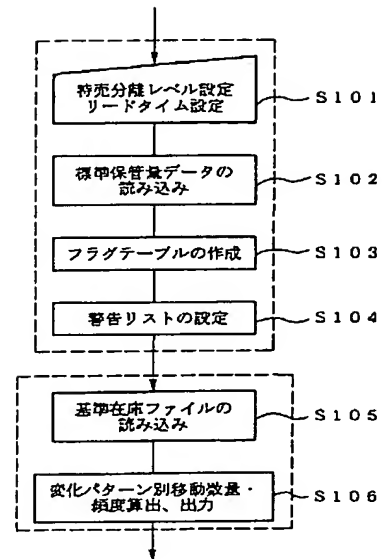 特売分離レベル設定
リードタイム設定
S101
標準保管量データの
読み込み
S102
フラグテーブルの作成
S103
警告リストの設定
S104
基準在庫ファイルの
読み込み
S105
変化パターン別移動数量・
頻度算出、出力
S106